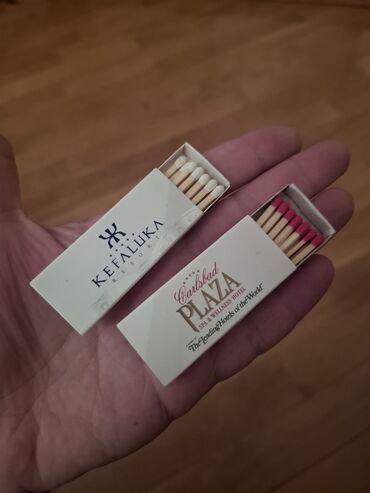 KEFALUKA
RESORT
Carlsbad
PLAZA
SPA & WELLNESS HOTEL
The Leading Hotels of the World